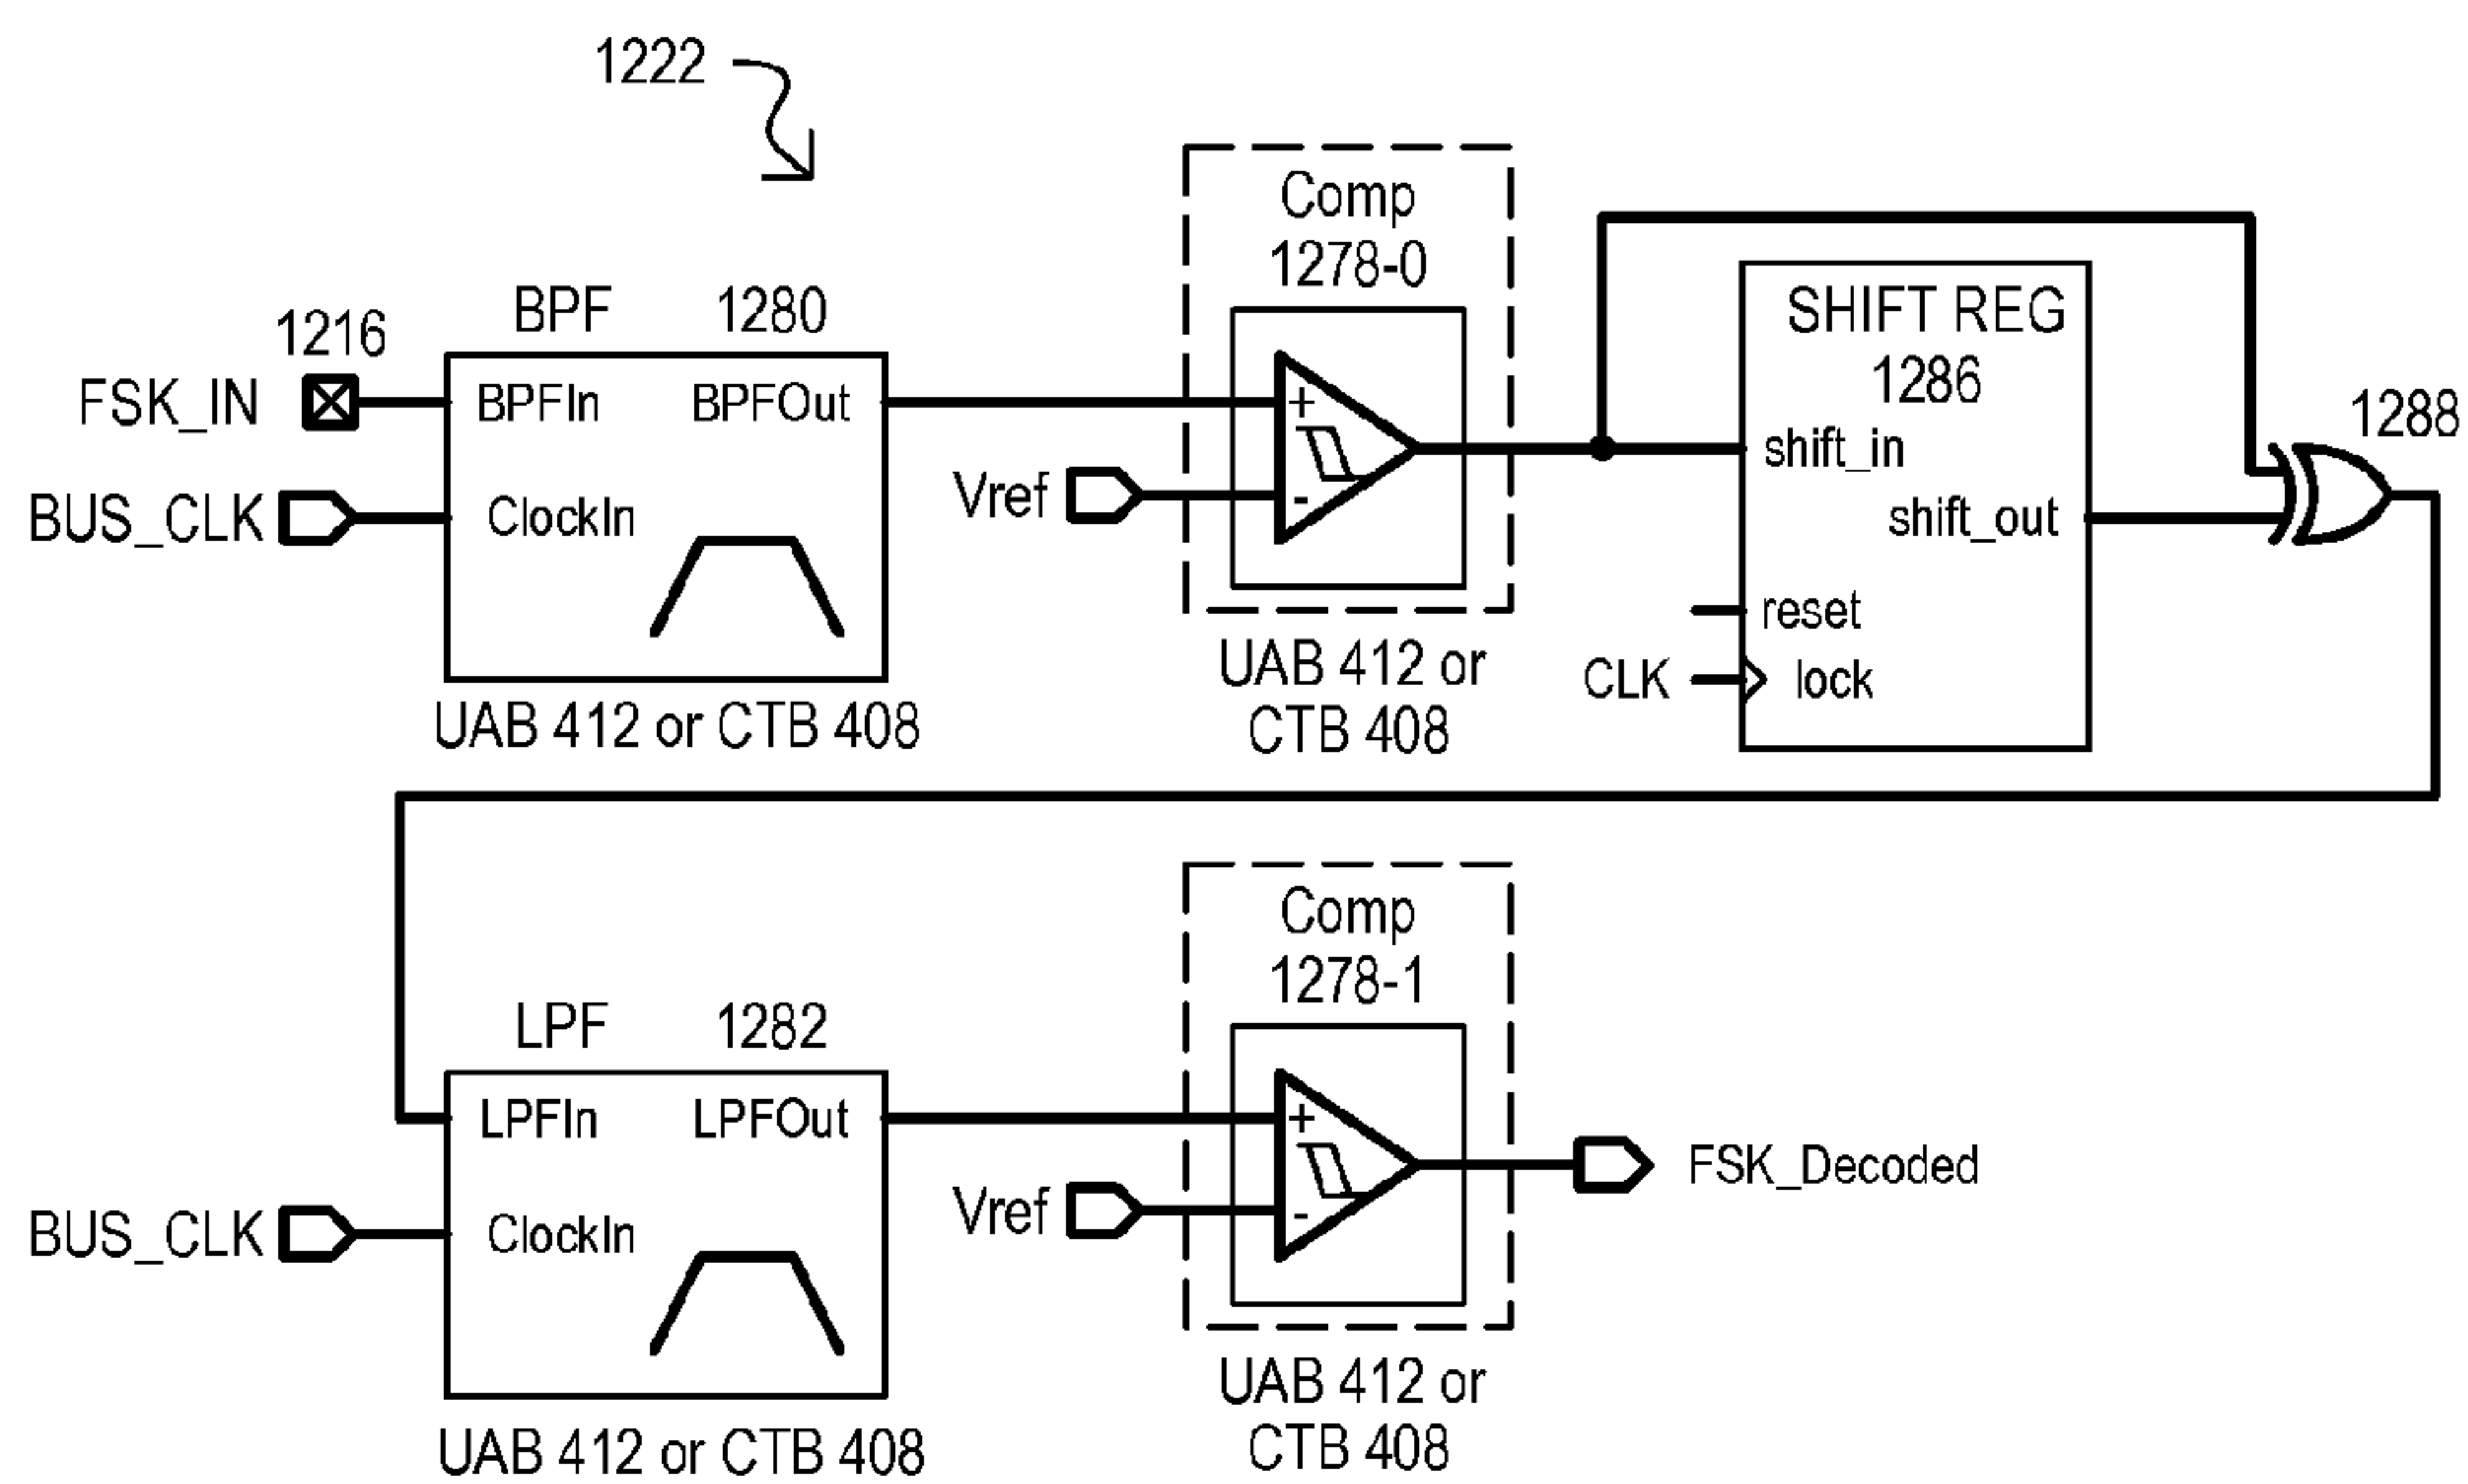 1222
BPF 1280
1216
FSK_IN
BPFIn BPFOut
BUS_CLK
ClockIn
UAB 412 or CTB 408
Comp
1278-0
+
Vref
-
UAB 412 or
CTB 408
SHIFT REG
1286
shift_in
shift_out
reset
CLK
lock
1288
LPF 1282
LPFIn LPFOut
BUS_CLK
ClockIn
UAB 412 or CTB 408
Comp
1278-1
+
Vref
-
UAB 412 or
CTB 408
FSK_Decoded